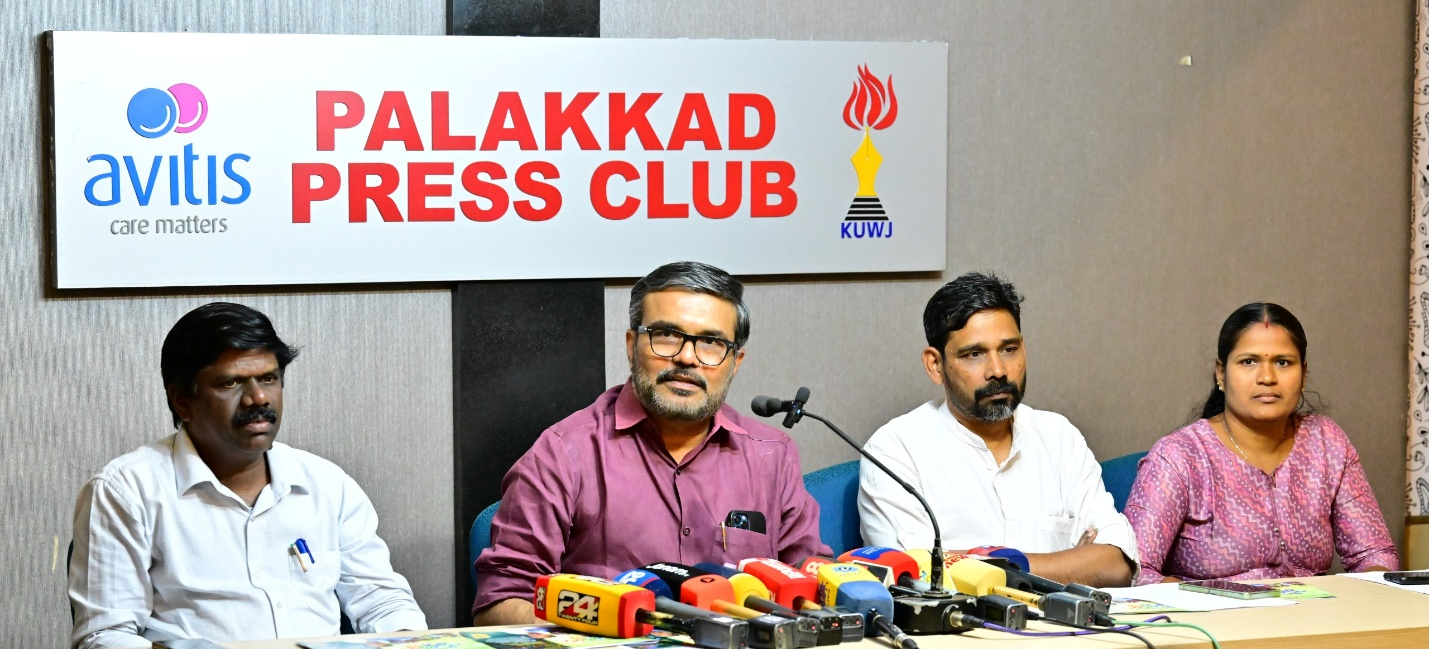 avitis
care matters
PALAKKAD
PRESS CLUB
KUWJ
24